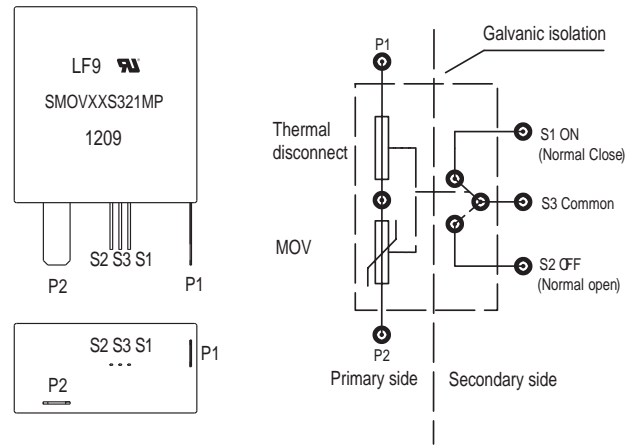 LF9
SMOVXXS321MP
1209
S2 S3 S1
P2
P1
S2 S3 S1
P1
P2
P1
Galvanic isolation
Thermal
disconnect
S1 ON
(Normal Close)
S3 Common
MOV
S2 OFF
(Normal open)
P2
Primary side
Secondary side